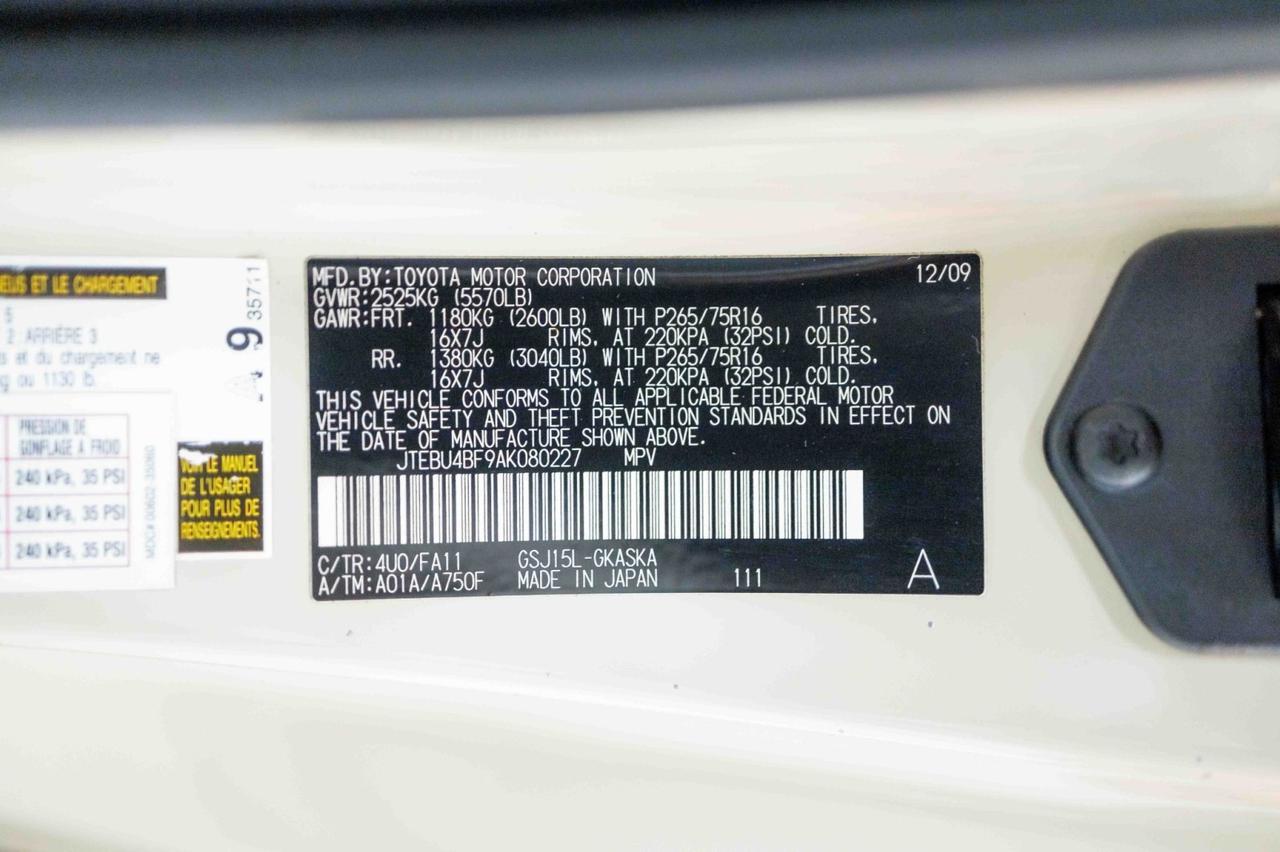 MFD.BY:TOYOTA MOTOR CORPORATION 12/09
GVWR:2525KG (5570LB)
GAWR:FRT. 1180KG (2600LB) WITH P265/75R16 TIRES,
16X7J RIMS, AT 220KPA (32PSI) COLD.
RR. 1380KG (3040LB) WITH P265/75R16 TIRES,
16X7J RIMS, AT 220KPA (32PSI) COLD.
THIS VEHICLE CONFORMS TO ALL APPLICABLE FEDERAL MOTOR
VEHICLE SAFETY AND THEFT PREVENTION STANDARDS IN EFFECT ON
THE DATE OF MANUFACTURE SHOWN ABOVE.
JTEBU4BF9AK080227 MPV
C/TR:4U0/FA11 GSJ15L-GKASKA
A/TM:A01A/A750F MADE IN JAPAN 111 A
ET LE CHARGEMENT
5
2 : ARRIÈRE 3
et du chargement ne
ou 1130 lb.
9 35711
PRESSION DE
GONFLAGE À FROID
240 kPa, 35 PSI
240 kPa, 35 PSI
240 kPa, 35 PSI
VOIR LE MANUEL
DE L'USAGER
POUR PLUS DE
RENSEIGNEMENTS.